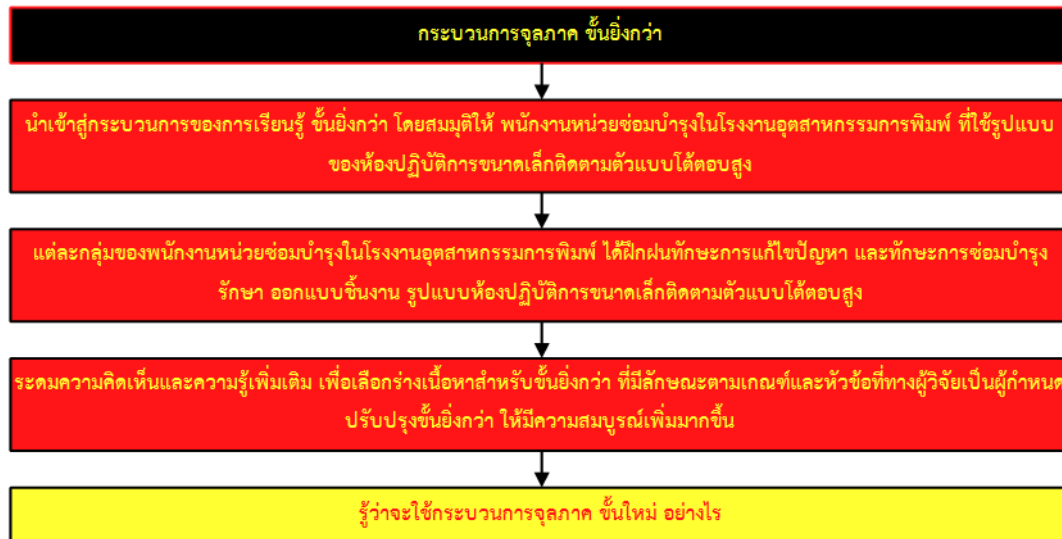 กระบวนการจุลภาค ขั้นยิ่งกว่า
นำเข้าสู่กระบวนการของการเรียนรู้ ขั้นยิ่งกว่า โดยสมมุติให้ พนักงานหน่วยซ่อมบำรุงในโรงงานอุตสาหกรรมการพิมพ์ ที่ใช้รูปแบบ
ของห้องปฏิบัติการขนาดเล็กติดตามตัวแบบโต้ตอบสูง
แต่ละกลุ่มของพนักงานหน่วยซ่อมบำรุงในโรงงานอุตสาหกรรมการพิมพ์ ได้ฝึกฝนทักษะการแก้ไขปัญหา และทักษะการซ่อมบำรุง
รักษา ออกแบบชิ้นงาน รูปแบบห้องปฏิบัติการขนาดเล็กติดตามตัวแบบโต้ตอบสูง
ระดมความคิดเห็นและความรู้เพิ่มเติม เพื่อเลือกร่างเนื้อหาสำหรับขั้นยิ่งกว่า ที่มีลักษณะตามเกณฑ์และหัวข้อที่ทางผู้วิจัยเป็นผู้กำหนด
ปรับปรุงขั้นยิ่งกว่า ให้มีความสมบูรณ์เพิ่มมากขึ้น
รู้ว่าจะใช้กระบวนการจุลภาค ขั้นใหม่ อย่างไร